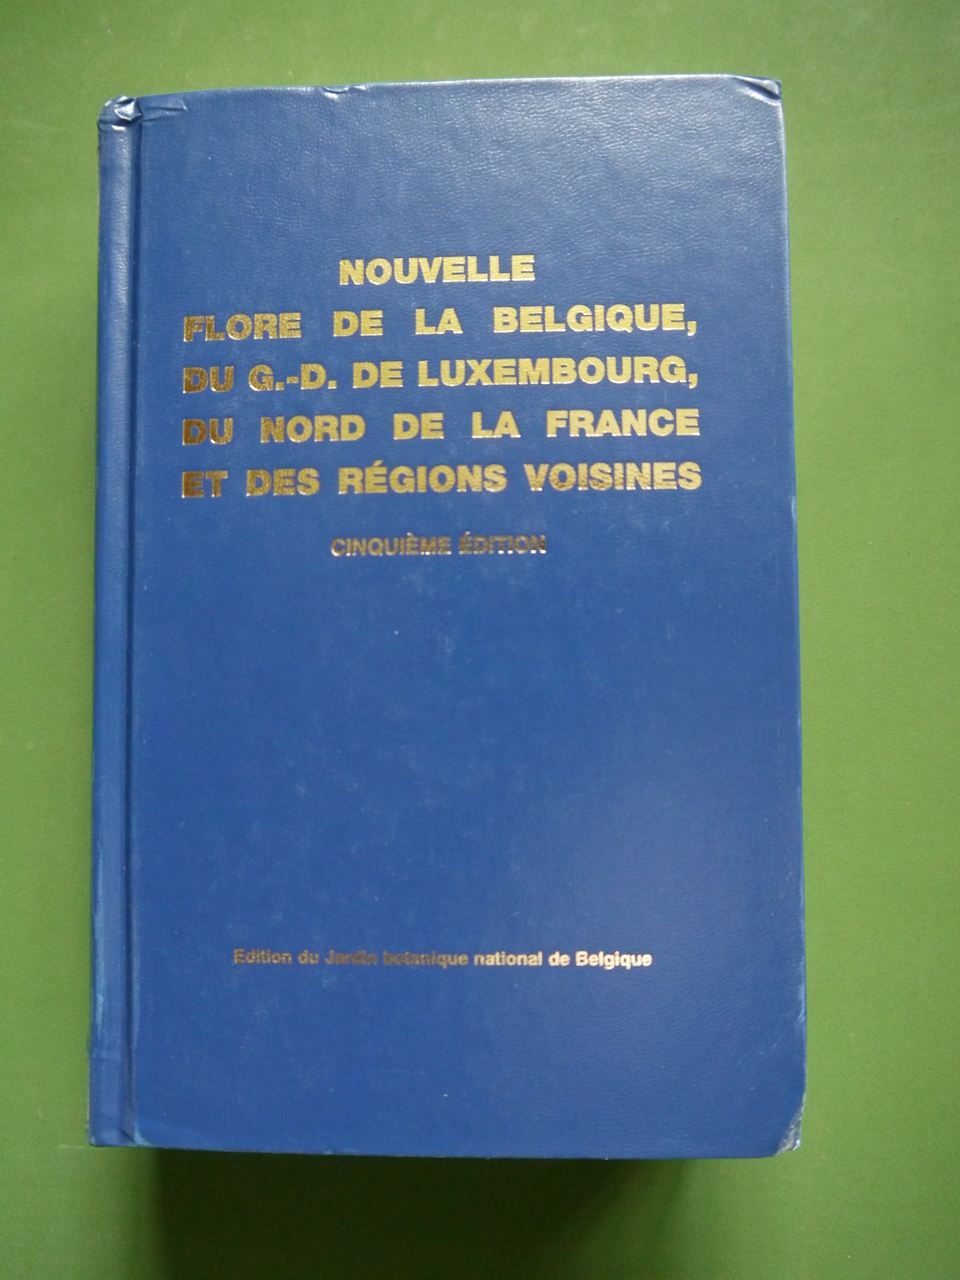 NOUVELLE
FLORE DE LA BELGIQUE,
DU G.-D. DE LUXEMBOURG,
DU NORD DE LA FRANCE
ET DES RÉGIONS VOISINES
CINQUIÈME ÉDITION
Edition du Jardin botanique national de Belgique